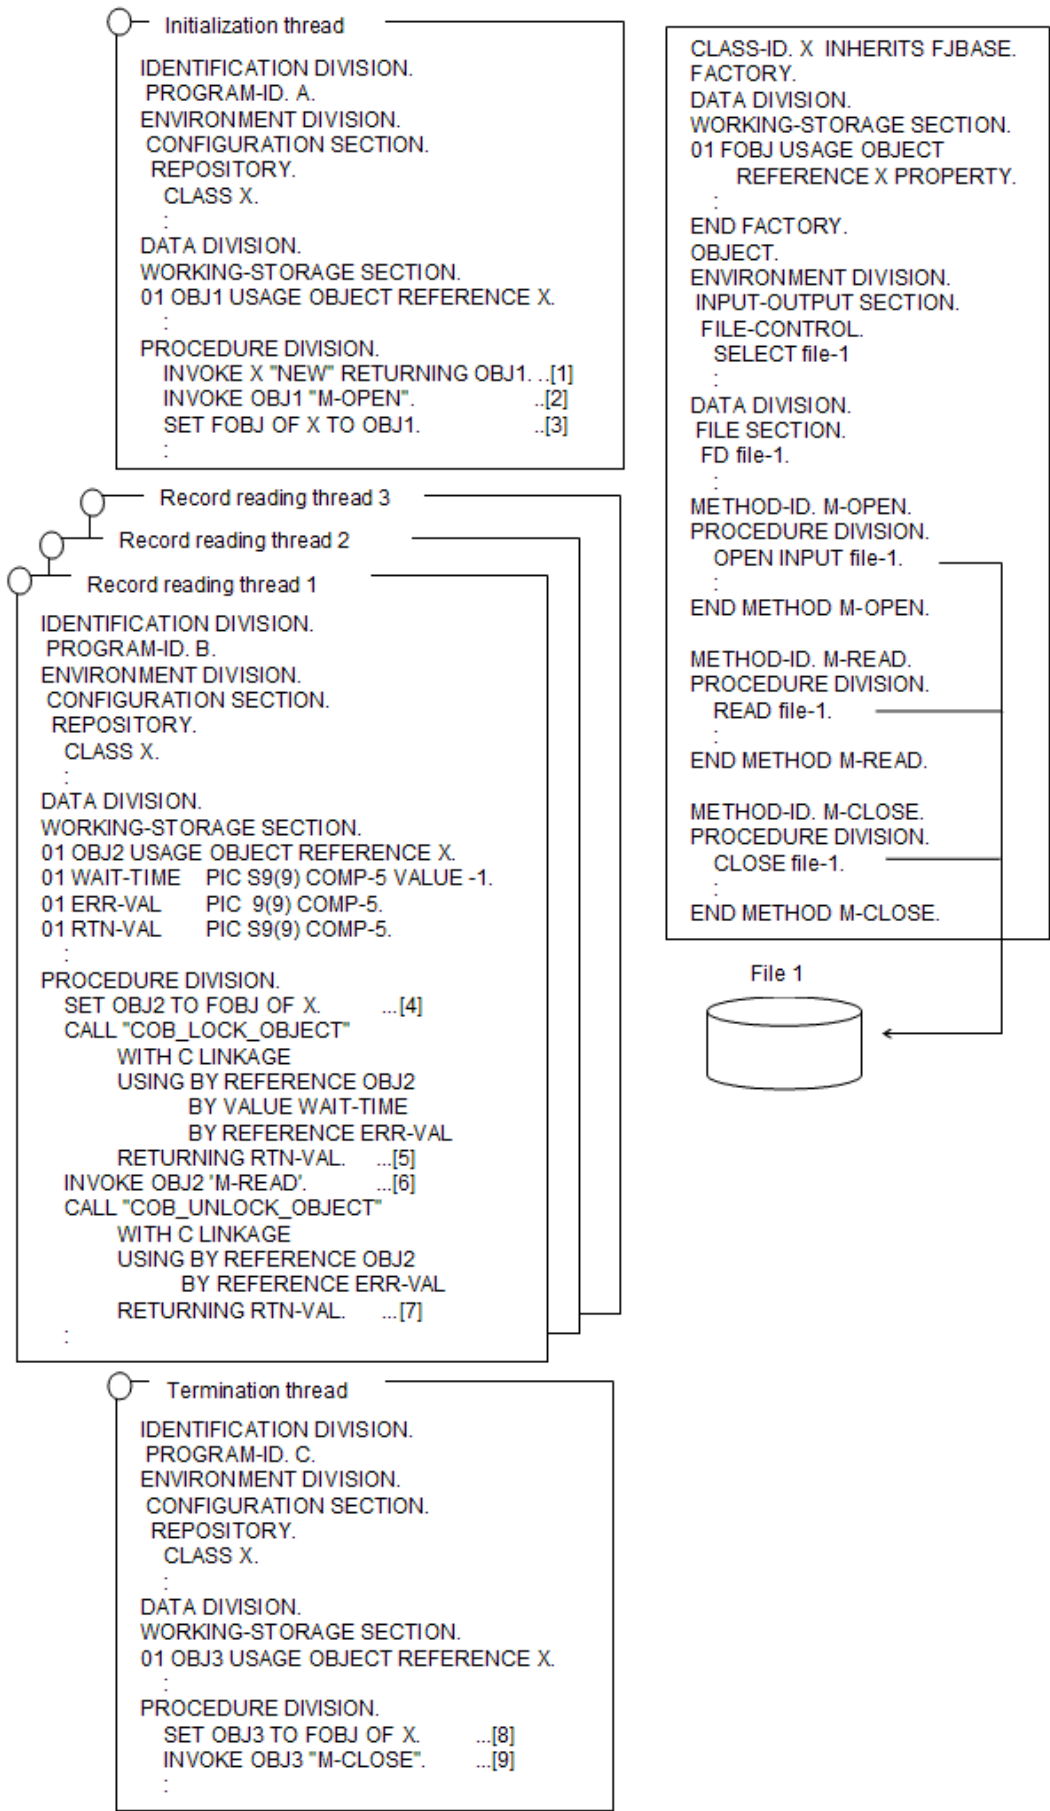 Initialization thread
IDENTIFICATION DIVISION.
PROGRAM-ID. A.
ENVIRONMENT DIVISION.
CONFIGURATION SECTION.
REPOSITORY.
CLASS X.
:
DATA DIVISION.
WORKING-STORAGE SECTION.
01 OBJ1 USAGE OBJECT REFERENCE X.
:
PROCEDURE DIVISION.
INVOKE X "NEW" RETURNING OBJ1. ..[1]
INVOKE OBJ1 "M-OPEN". ..[2]
SET FOBJ OF X TO OBJ1. ..[3]
:
Record reading thread 3
Record reading thread 2
Record reading thread 1
IDENTIFICATION DIVISION.
PROGRAM-ID. B.
ENVIRONMENT DIVISION.
CONFIGURATION SECTION.
REPOSITORY.
CLASS X.
:
DATA DIVISION.
WORKING-STORAGE SECTION.
01 OBJ2 USAGE OBJECT REFERENCE X.
01 WAIT-TIME PIC S9(9) COMP-5 VALUE -1.
01 ERR-VAL PIC 9(9) COMP-5.
01 RTN-VAL PIC S9(9) COMP-5.
:
PROCEDURE DIVISION.
SET OBJ2 TO FOBJ OF X. ...[4]
CALL "COB_LOCK_OBJECT"
WITH C LINKAGE
USING BY REFERENCE OBJ2
BY VALUE WAIT-TIME
BY REFERENCE ERR-VAL
RETURNING RTN-VAL. ...[5]
INVOKE OBJ2 'M-READ'. ...[6]
CALL "COB_UNLOCK_OBJECT"
WITH C LINKAGE
USING BY REFERENCE OBJ2
BY REFERENCE ERR-VAL
RETURNING RTN-VAL. ...[7]
:
Termination thread
IDENTIFICATION DIVISION.
PROGRAM-ID. C.
ENVIRONMENT DIVISION.
CONFIGURATION SECTION.
REPOSITORY.
CLASS X.
:
DATA DIVISION.
WORKING-STORAGE SECTION.
01 OBJ3 USAGE OBJECT REFERENCE X.
:
PROCEDURE DIVISION.
SET OBJ3 TO FOBJ OF X. ...[8]
INVOKE OBJ3 "M-CLOSE". ...[9]
:
CLASS-ID. X INHERITS FJBASE.
FACTORY.
DATA DIVISION.
WORKING-STORAGE SECTION.
01 FOBJ USAGE OBJECT
REFERENCE X PROPERTY.
:
END FACTORY.
OBJECT.
ENVIRONMENT DIVISION.
INPUT-OUTPUT SECTION.
FILE-CONTROL.
SELECT file-1
:
DATA DIVISION.
FILE SECTION.
FD file-1.
:
METHOD-ID. M-OPEN.
PROCEDURE DIVISION.
OPEN INPUT file-1.
:
END METHOD M-OPEN.
METHOD-ID. M-READ.
PROCEDURE DIVISION.
READ file-1.
:
END METHOD M-READ.
METHOD-ID. M-CLOSE.
PROCEDURE DIVISION.
CLOSE file-1.
:
END METHOD M-CLOSE.
File 1